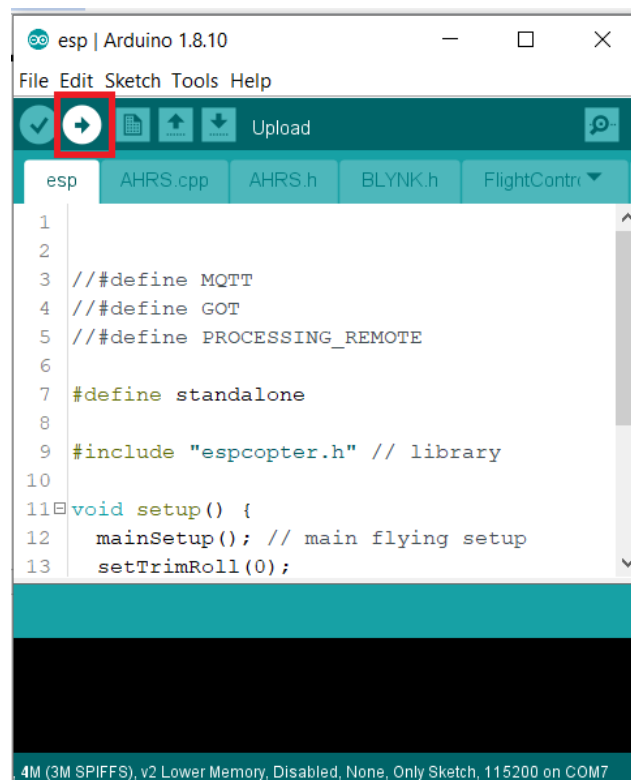 esp | Arduino 1.8.10
File Edit Sketch Tools Help
Upload
esp AHRS.cpp AHRS.h BLYNK.h FlightContr
1
2
3 //#define MQTT
4 //#define GOT
5 //#define PROCESSING_REMOTE
6
7 #define standalone
8
9 #include "espcopter.h" // library
10
11 void setup() {
12 mainSetup(); // main flying setup
13 setTrimRoll(0);
, 4M (3M SPIFFS), v2 Lower Memory, Disabled, None, Only Sketch, 115200 on COM7